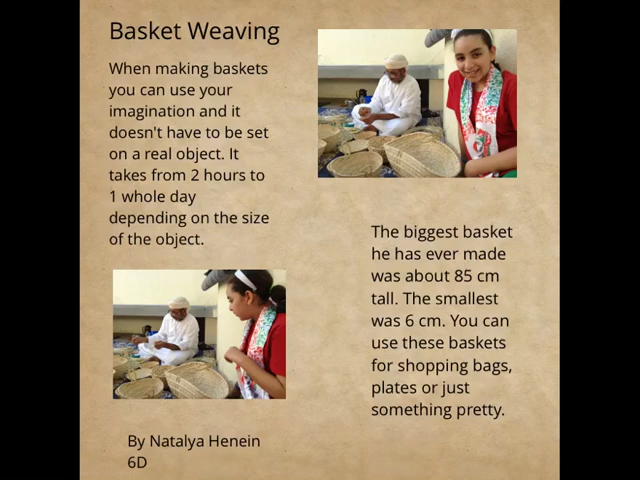 Basket Weaving
When making baskets
you can use your
imagination and it
doesn't have to be set
on a real object. It
takes from 2 hours to
1 whole day
depending on the size
of the object.
The biggest basket
he has ever made
was about 85 cm
tall. The smallest
was 6 cm. You can
use these baskets
for shopping bags,
plates or just
something pretty.
By Natalya Henein
6D